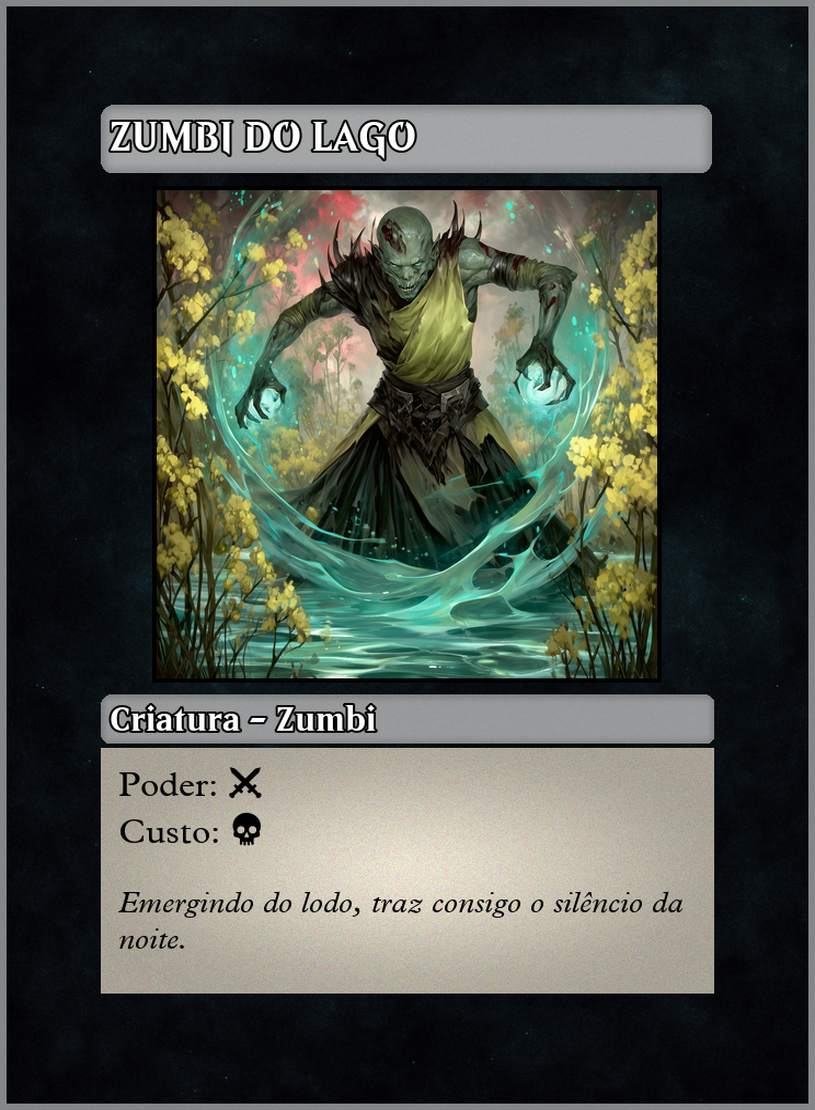 ZUMBI DO LAGO
Criatura - Zumbi
Poder: ⚔
Custo: 💀
Emergindo do lodo, traz consigo o silêncio da
noite.